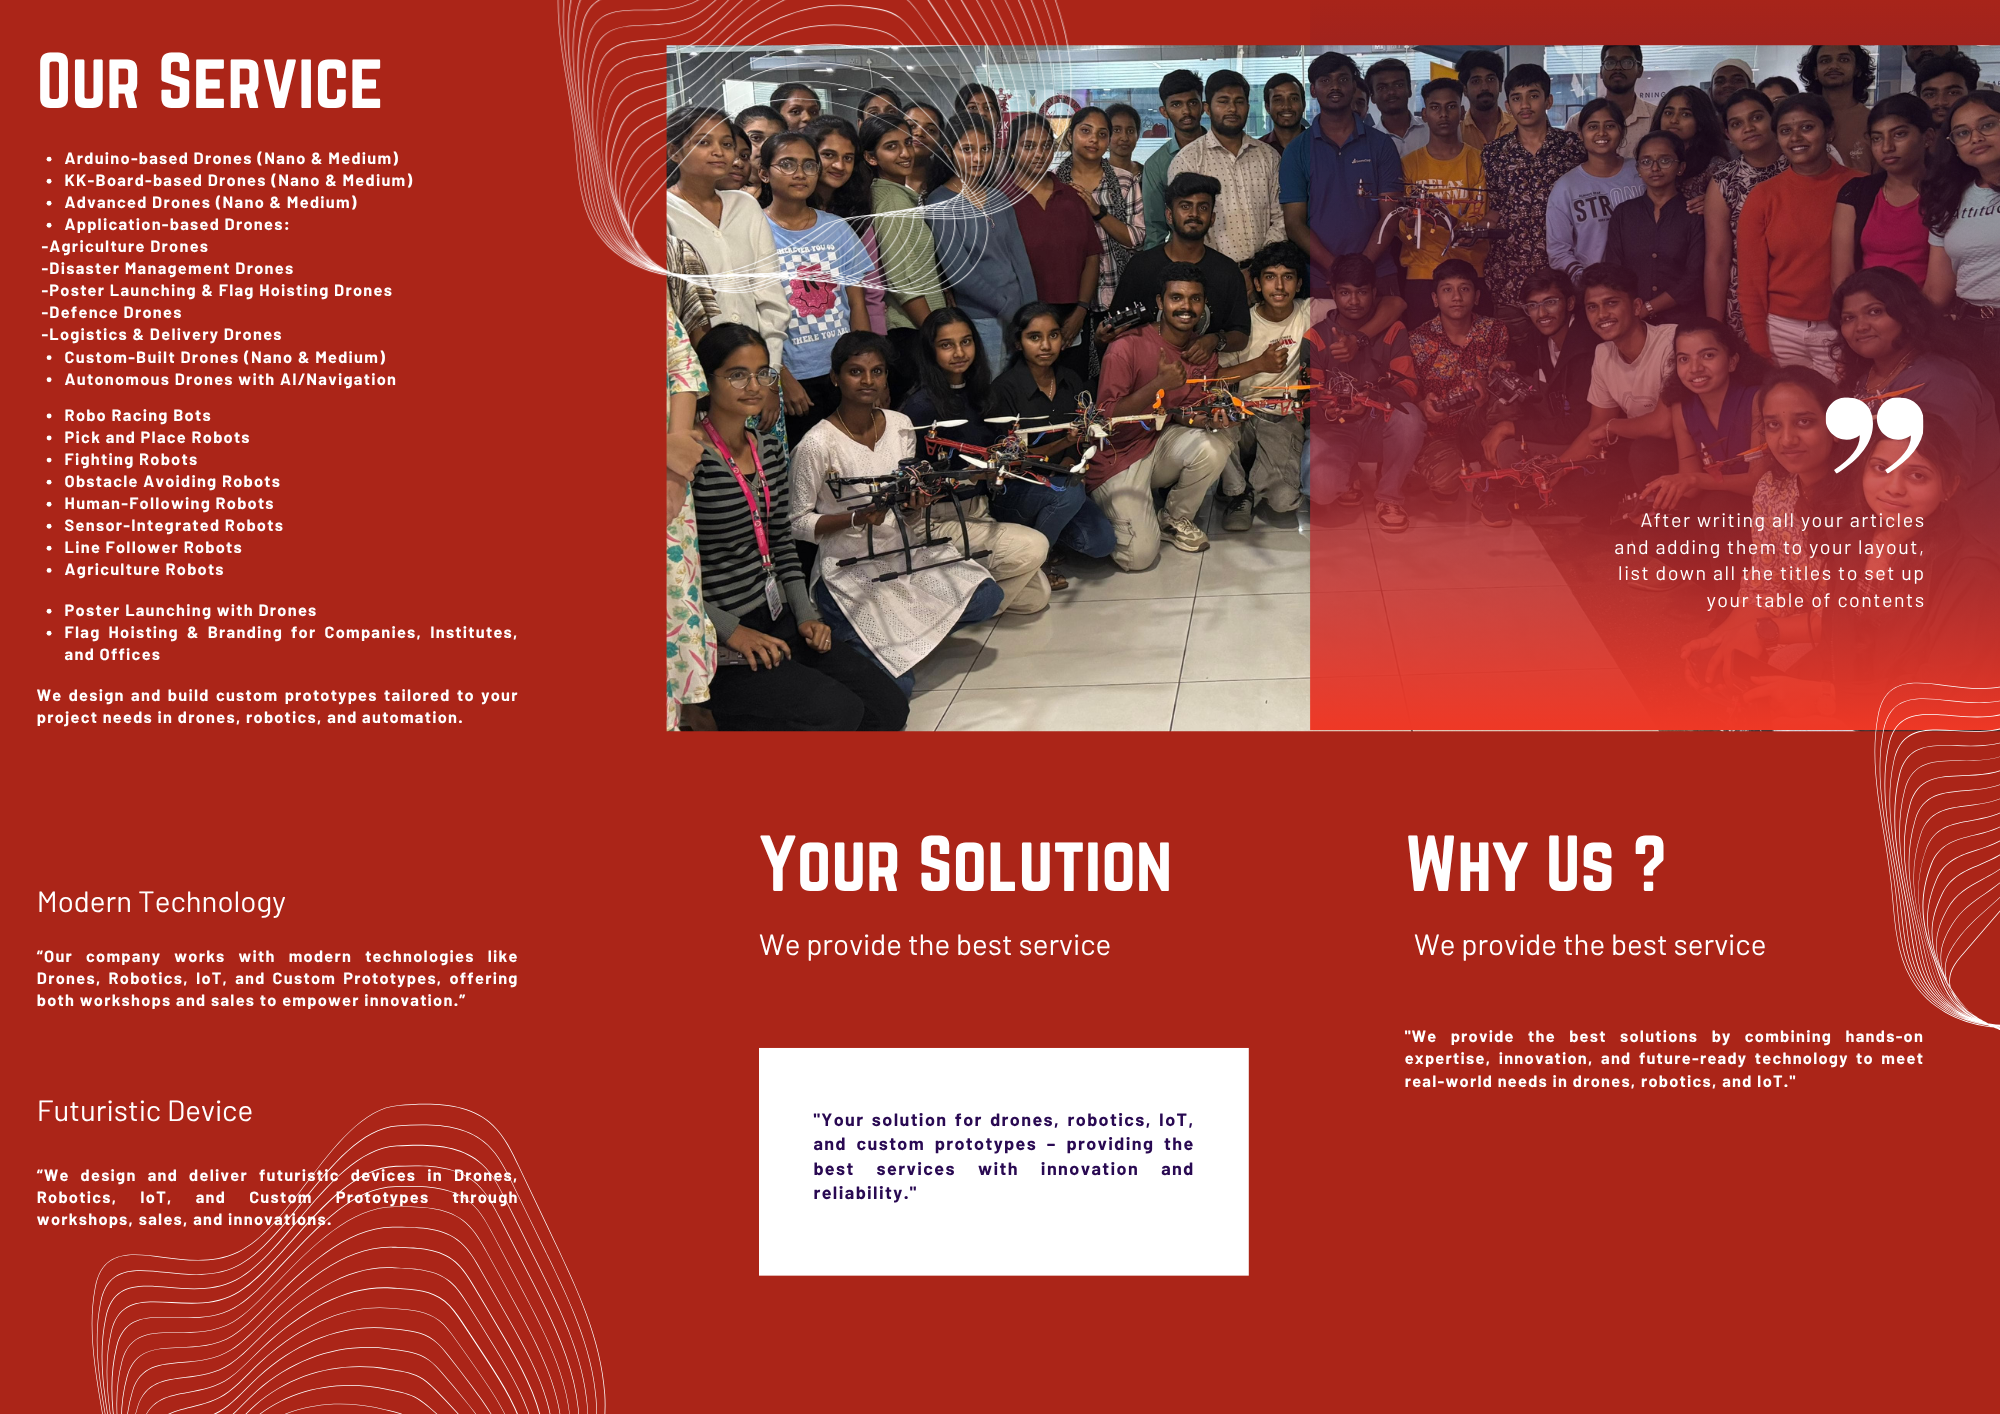 OUR SERVICE
• Arduino-based Drones (Nano & Medium)
• KK-Board-based Drones (Nano & Medium)
• Advanced Drones (Nano & Medium)
• Application-based Drones:
-Agriculture Drones
-Disaster Management Drones
-Poster Launching & Flag Hoisting Drones
-Defence Drones
-Logistics & Delivery Drones
• Custom-Built Drones (Nano & Medium)
• Autonomous Drones with AI/Navigation
• Robo Racing Bots
• Pick and Place Robots
• Fighting Robots
• Obstacle Avoiding Robots
• Human-Following Robots
• Sensor-Integrated Robots
• Line Follower Robots
• Agriculture Robots
• Poster Launching with Drones
• Flag Hoisting & Branding for Companies, Institutes,
and Offices
We design and build custom prototypes tailored to your
project needs in drones, robotics, and automation.
Modern Technology
“Our company works with modern technologies like
Drones, Robotics, IoT, and Custom Prototypes, offering
both workshops and sales to empower innovation.”
Futuristic Device
“We design and deliver futuristic devices in Drones,
Robotics, IoT, and Custom Prototypes through
workshops, sales, and innovations.
WHEREVER YOU GO
THERE YOU ARE
STRONG
Attitude
”
After writing all your articles
and adding them to your layout,
list down all the titles to set up
your table of contents
YOUR SOLUTION
We provide the best service
"Your solution for drones, robotics, IoT,
and custom prototypes – providing the
best services with innovation and
reliability."
WHY US ?
We provide the best service
"We provide the best solutions by combining hands-on
expertise, innovation, and future-ready technology to meet
real-world needs in drones, robotics, and IoT."